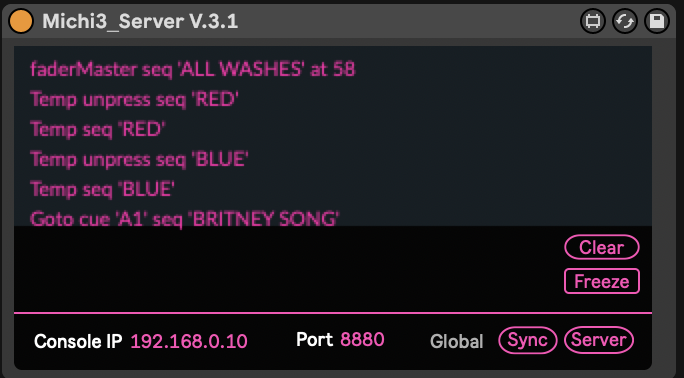 Michi3_Server V.3.1
faderMaster seq 'ALL WASHES' at 58
Temp unpress seq 'RED'
Temp seq 'RED'
Temp unpress seq 'BLUE'
Temp seq 'BLUE'
Goto cue 'A1' seq 'BRITNEY SONG'
Clear
Freeze
Console IP 192.168.0.10 Port 8880 Global Sync Server